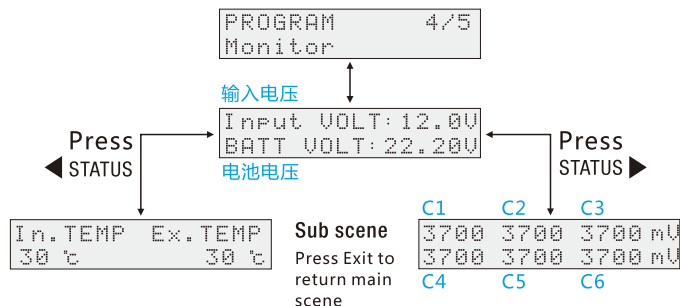 PROGRAM 4/5
Monitor
输入电压
Input VOLT:12.0V
BATT VOLT:22.20V
电池电压
Press
STATUS
Press
STATUS
In.TEMP Ex.TEMP
30 ℃ 30 ℃
Sub scene
Press Exit to
return main
scene
C1 C2 C3
3700 3700 3700 mV
3700 3700 3700 mV
C4 C5 C6